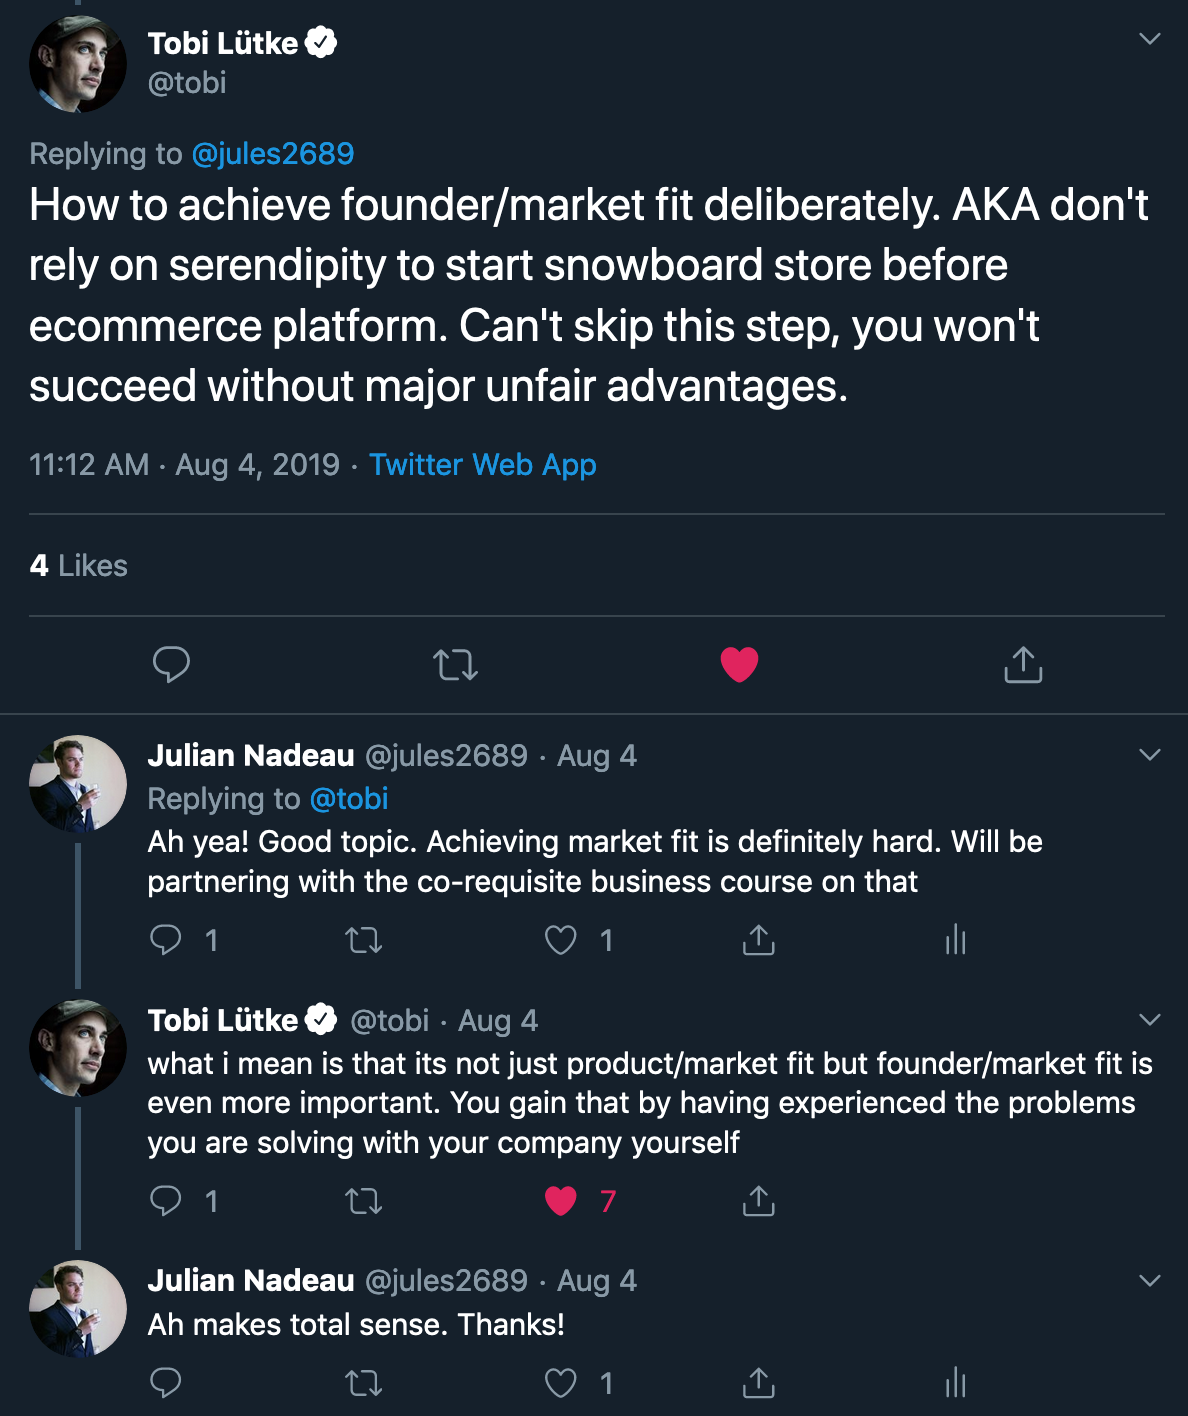 Tobi Lütke
@tobi
Replying to @jules2689
How to achieve founder/market fit deliberately. AKA don't
rely on serendipity to start snowboard store before
ecommerce platform. Can't skip this step, you won't
succeed without major unfair advantages.
11:12 AM · Aug 4, 2019 · Twitter Web App
4 Likes
Julian Nadeau @jules2689 · Aug 4
Replying to @tobi
Ah yea! Good topic. Achieving market fit is definitely hard. Will be
partnering with the co-requisite business course on that
1 1
Tobi Lütke @tobi · Aug 4
what i mean is that its not just product/market fit but founder/market fit is
even more important. You gain that by having experienced the problems
you are solving with your company yourself
1 7
Julian Nadeau @jules2689 · Aug 4
Ah makes total sense. Thanks!
1